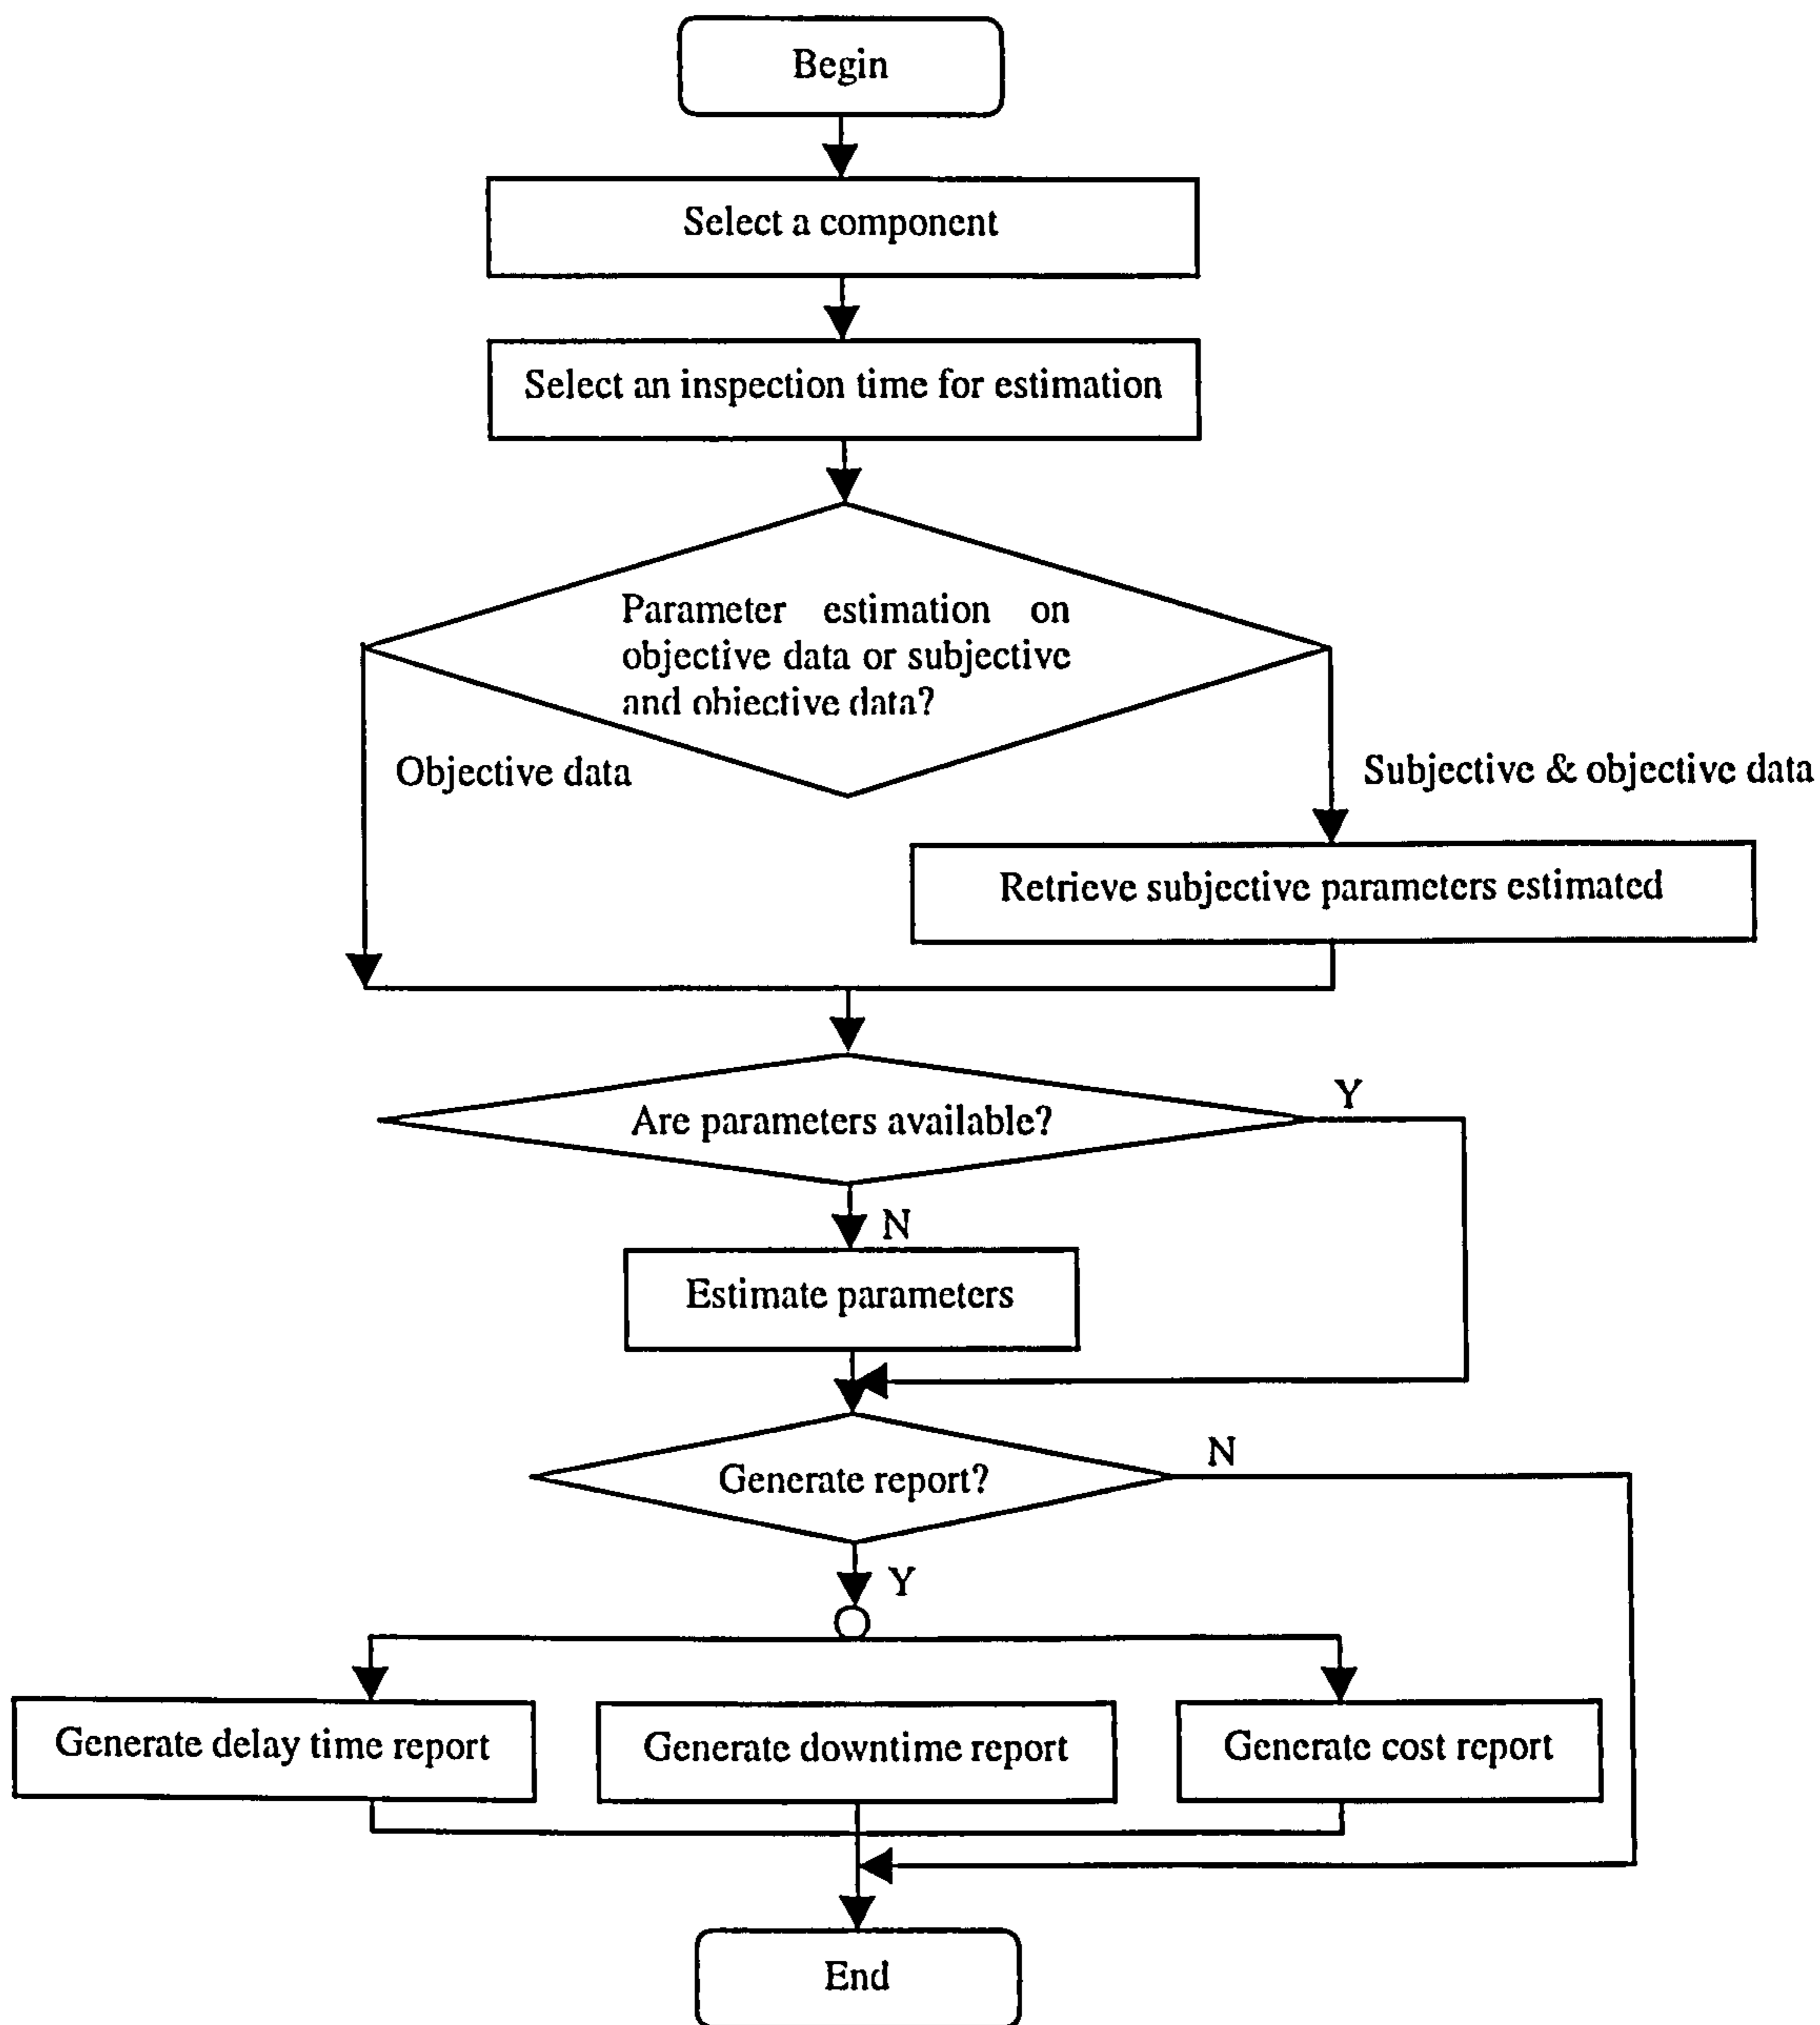 Begin
Select a component
Select an inspection time for estimation
Parameter estimation on
objective data or subjective
and objective data?
Objective data
Subjective & objective data
Retrieve subjective parameters estimated
Are parameters available?
Y
N
Estimate parameters
Generate report?
N
Y
Generate delay time report
Generate downtime report
Generate cost report
End